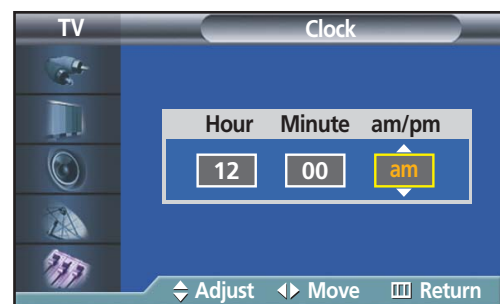 TV Clock
Hour Minute am/pm
12 00 am
Adjust Move Return